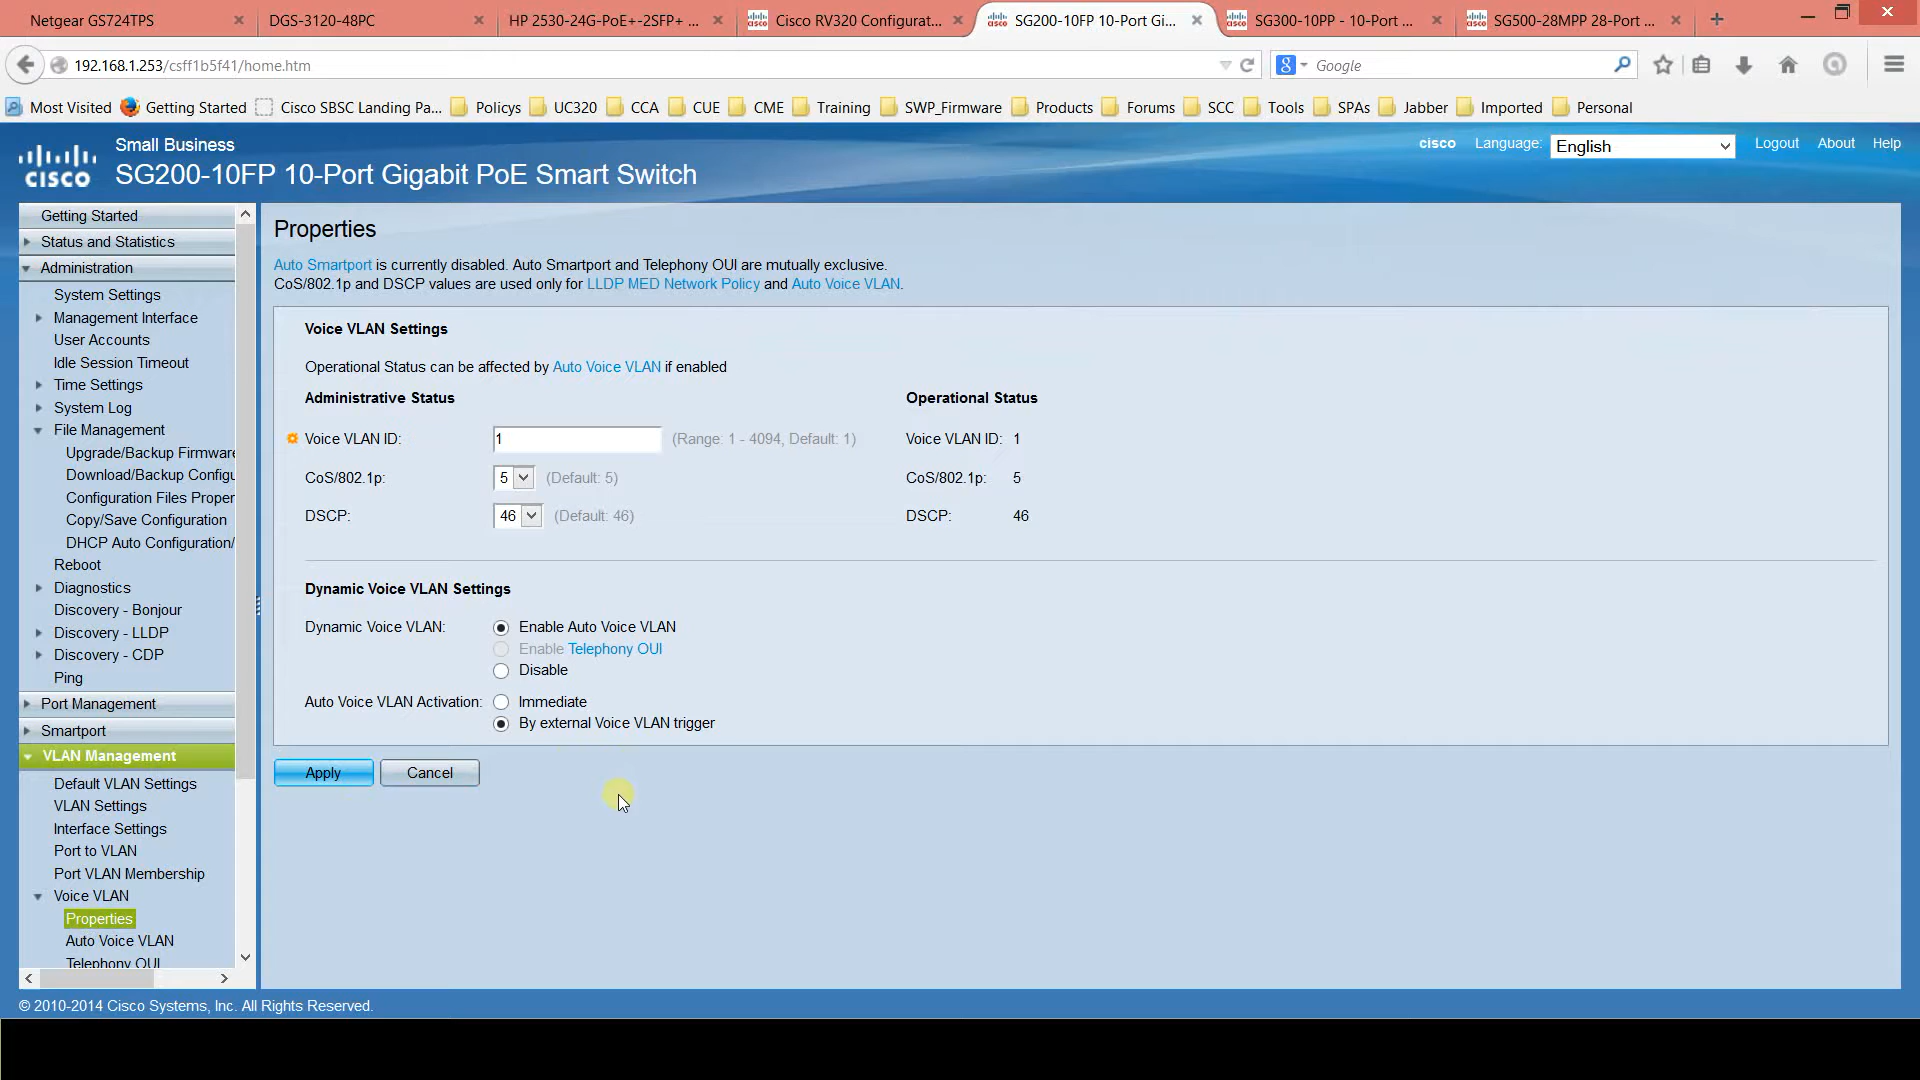 Netgear GS724TPS
DGS-3120-48PC
HP 2530-24G-PoE+-2SFP+ ...
Cisco RV320 Configurat...
SG200-10FP 10-Port Gi...
SG300-10PP - 10-Port ...
SG500-28MPP 28-Port ...
192.168.1.253/csff1b5f41/home.htm
Google
Most Visited
Getting Started
Cisco SBSC Landing Pa...
Policys
UC320
CCA
CUE
CME
Training
SWP_Firmware
Products
Forums
SCC
Tools
SPAs
Jabber
Imported
Personal
cisco
Small Business
SG200-10FP 10-Port Gigabit PoE Smart Switch
cisco
Language:
English
Logout
About
Help
Getting Started
Status and Statistics
Administration
System Settings
Management Interface
User Accounts
Idle Session Timeout
Time Settings
System Log
File Management
Upgrade/Backup Firmware
Download/Backup Configu
Configuration Files Proper
Copy/Save Configuration
DHCP Auto Configuration/
Reboot
Diagnostics
Discovery - Bonjour
Discovery - LLDP
Discovery - CDP
Ping
Port Management
Smartport
VLAN Management
Default VLAN Settings
VLAN Settings
Interface Settings
Port to VLAN
Port VLAN Membership
Voice VLAN
Properties
Auto Voice VLAN
Telephony OUI
Properties
Auto Smartport is currently disabled. Auto Smartport and Telephony OUI are mutually exclusive.
CoS/802.1p and DSCP values are used only for LLDP MED Network Policy and Auto Voice VLAN.
Voice VLAN Settings
Operational Status can be affected by Auto Voice VLAN if enabled
Administrative Status
Operational Status
Voice VLAN ID: 1 (Range: 1 - 4094, Default: 1)
Voice VLAN ID: 1
CoS/802.1p: 5 (Default: 5)
CoS/802.1p: 5
DSCP: 46 (Default: 46)
DSCP: 46
Dynamic Voice VLAN Settings
Dynamic Voice VLAN: Enable Auto Voice VLAN
Enable Telephony OUI
Disable
Auto Voice VLAN Activation: Immediate
By external Voice VLAN trigger
Apply
Cancel
© 2010-2014 Cisco Systems, Inc. All Rights Reserved.